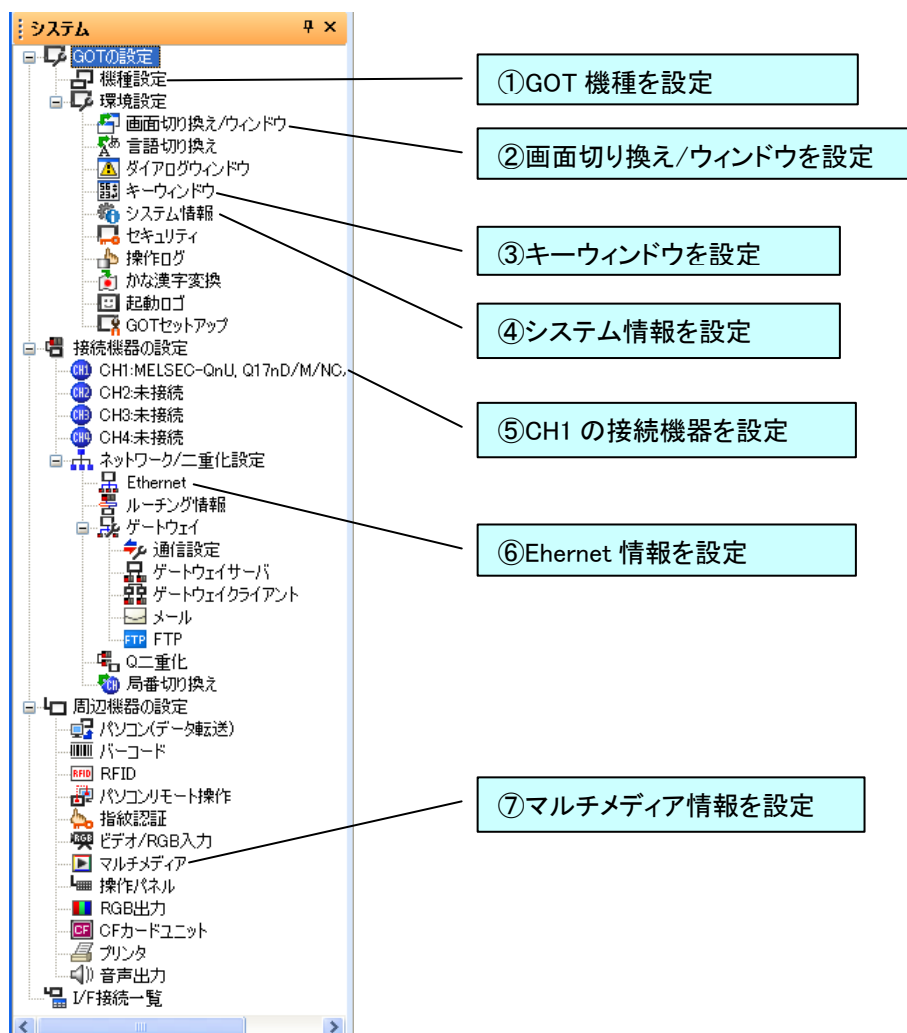 システム
GOTの設定
機種設定
環境設定
画面切り換え/ウィンドウ
言語切り換え
ダイアログウィンドウ
キーウィンドウ
システム情報
セキュリティ
操作ログ
かな漢字変換
起動ロゴ
GOTセットアップ
接続機器の設定
CH1:MELSEC-QnU, Q17nD/M/NC,
CH2:未接続
CH3:未接続
CH4:未接続
ネットワーク/二重化設定
Ethernet
ルーチング情報
ゲートウェイ
通信設定
ゲートウェイサーバ
ゲートウェイクライアント
メール
FTP
Q二重化
局番切り換え
周辺機器の設定
パソコン(データ転送)
バーコード
RFID
パソコンリモート操作
指紋認証
ビデオ/RGB入力
マルチメディア
操作パネル
RGB出力
CFカードユニット
プリンタ
音声出力
I/F接続一覧
①GOT 機種を設定
②画面切り換え/ウィンドウを設定
③キーウィンドウを設定
④システム情報を設定
⑤CH1 の接続機器を設定
⑥Ehernet 情報を設定
⑦マルチメディア情報を設定